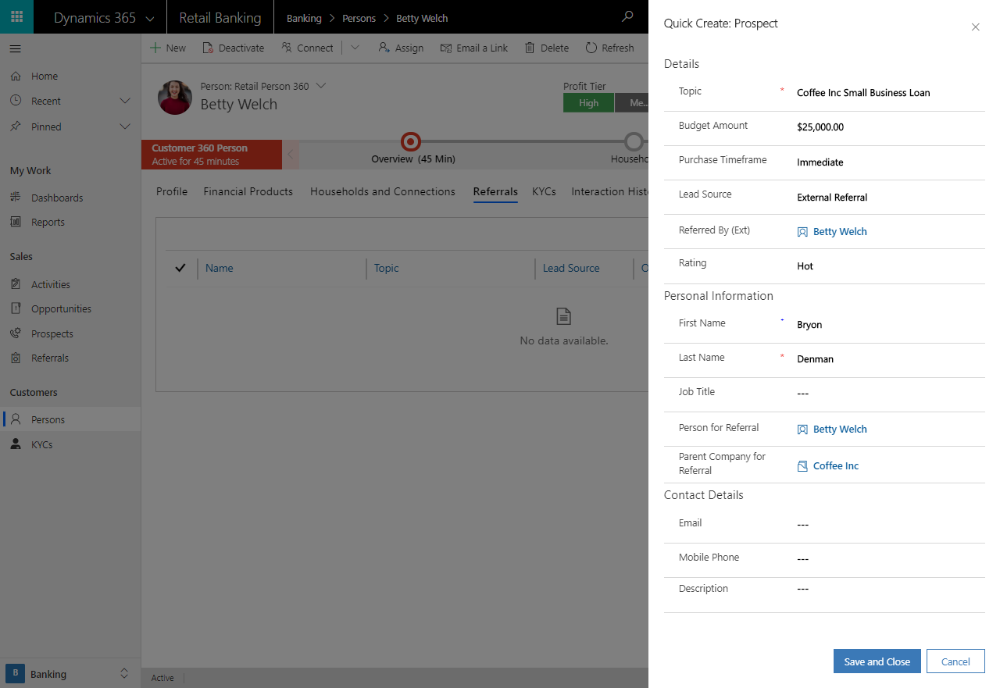 Dynamics 365
Retail Banking
Banking > Persons > Betty Welch
New
Deactivate
Connect
Assign
Email a Link
Delete
Refresh
Home
Recent
Pinned
My Work
Dashboards
Reports
Sales
Activities
Opportunities
Prospects
Referrals
Customers
Persons
KYCs
B Banking
Person: Retail Person 360
Betty Welch
Profit Tier
High
Me...
Customer 360 Person
Active for 45 minutes
Overview (45 Min)
Househo
Profile
Financial Products
Households and Connections
Referrals
KYCs
Interaction Histo
Name
Topic
Lead Source
O
No data available.
Active
Quick Create: Prospect
Details
Topic * Coffee Inc Small Business Loan
Budget Amount $25,000.00
Purchase Timeframe Immediate
Lead Source External Referral
Referred By (Ext) Betty Welch
Rating Hot
Personal Information
First Name Bryon
Last Name * Denman
Job Title ---
Person for Referral Betty Welch
Parent Company for
Referral
Coffee Inc
Contact Details
Email ---
Mobile Phone ---
Description ---
Save and Close
Cancel